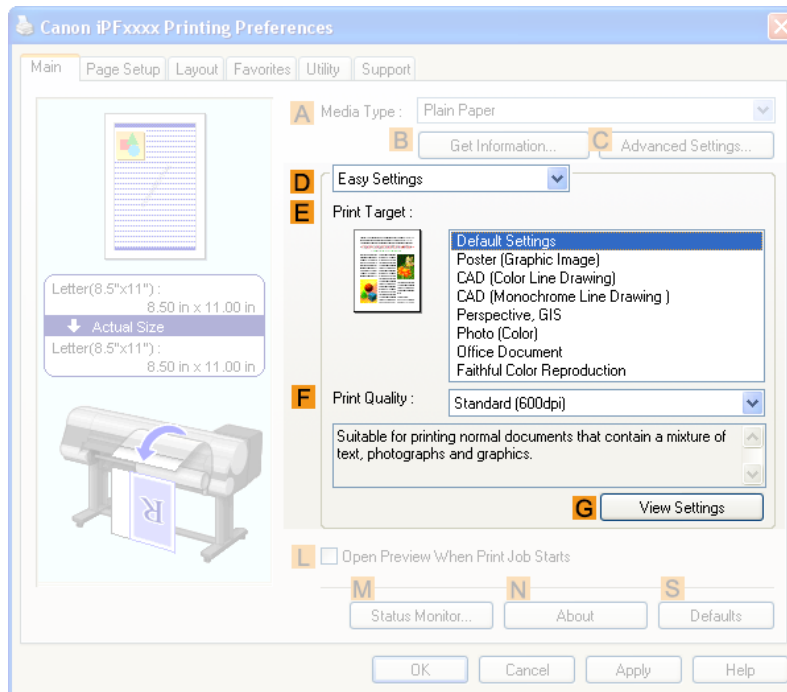 Canon iPFxxxx Printing Preferences
Main Page Setup Layout Favorites Utility Support
A Media Type : Plain Paper
B Get Information... C Advanced Settings...
D Easy Settings
E Print Target :
Default Settings
Poster (Graphic Image)
CAD (Color Line Drawing)
CAD (Monochrome Line Drawing )
Perspective, GIS
Photo (Color)
Office Document
Faithful Color Reproduction
Letter(8.5"x11") :
8.50 in x 11.00 in
Actual Size
Letter(8.5"x11") :
8.50 in x 11.00 in
F Print Quality : Standard (600dpi)
Suitable for printing normal documents that contain a mixture of
text, photographs and graphics.
G View Settings
R
L Open Preview When Print Job Starts
M N S
Status Monitor... About Defaults
OK Cancel Apply Help